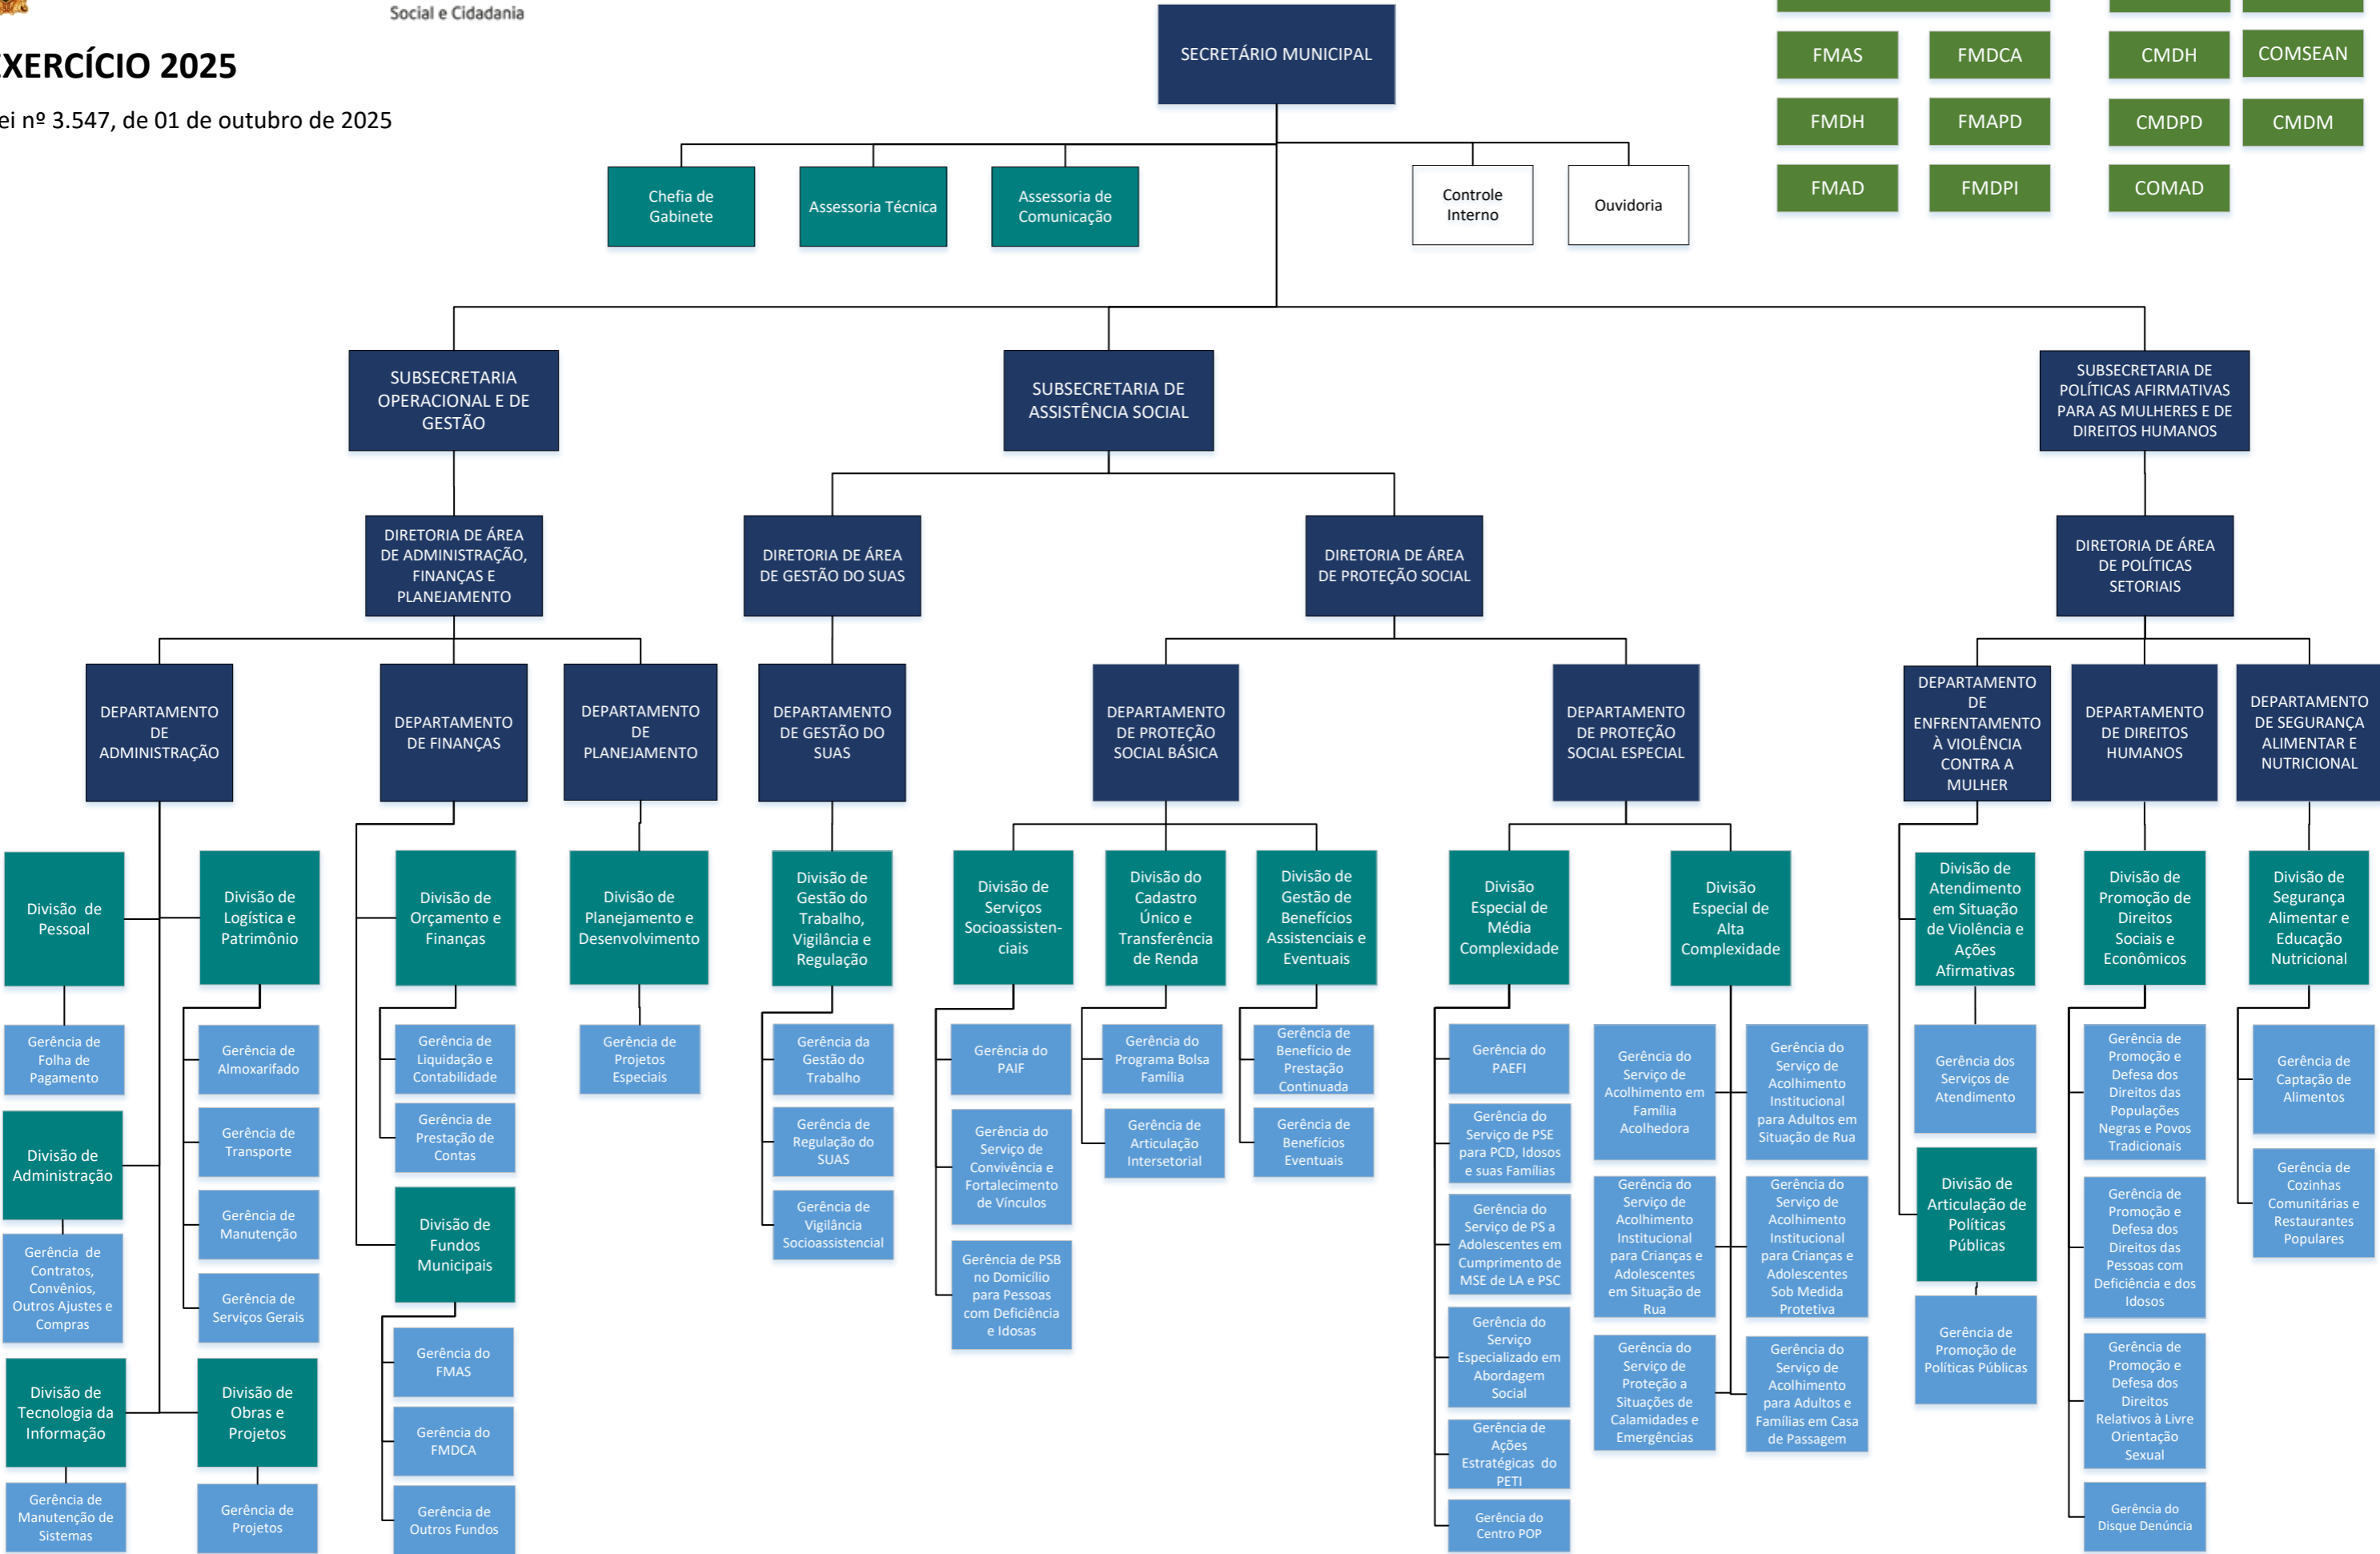 Social e Cidadania
EXERCÍCIO 2025
ei nº 3.547, de 01 de outubro de 2025
SECRETÁRIO MUNICIPAL
FMAS
FMDCA
CMDH
COMSEAN
FMDH
FMAPD
CMDPD
CMDM
FMAD
FMDPI
COMAD
Chefia de
Gabinete
Assessoria Técnica
Assessoria de
Comunicação
Controle
Interno
Ouvidoria
SUBSECRETARIA
OPERACIONAL E DE
GESTÃO
SUBSECRETARIA DE
ASSISTÊNCIA SOCIAL
SUBSECRETARIA DE
POLÍTICAS AFIRMATIVAS
PARA AS MULHERES E DE
DIREITOS HUMANOS
DIRETORIA DE ÁREA
DE ADMINISTRAÇÃO,
FINANÇAS E
PLANEJAMENTO
DIRETORIA DE ÁREA
DE GESTÃO DO SUAS
DIRETORIA DE ÁREA
DE PROTEÇÃO SOCIAL
DIRETORIA DE ÁREA
DE POLÍTICAS
SETORIAIS
DEPARTAMENTO
DE
ADMINISTRAÇÃO
DEPARTAMENTO
DE FINANÇAS
DEPARTAMENTO
DE
PLANEJAMENTO
DEPARTAMENTO
DE GESTÃO DO
SUAS
DEPARTAMENTO
DE PROTEÇÃO
SOCIAL BÁSICA
DEPARTAMENTO
DE PROTEÇÃO
SOCIAL ESPECIAL
DEPARTAMENTO
DE
ENFRENTAMENTO
À VIOLÊNCIA
CONTRA A
MULHER
DEPARTAMENTO
DE DIREITOS
HUMANOS
DEPARTAMENTO
DE SEGURANÇA
ALIMENTAR E
NUTRICIONAL
Divisão de
Pessoal
Divisão de
Logística e
Patrimônio
Divisão de
Orçamento e
Finanças
Divisão de
Planejamento e
Desenvolvimento
Divisão de
Gestão do
Trabalho,
Vigilância e
Regulação
Divisão de
Serviços
Socioassisten-
ciais
Divisão do
Cadastro
Único e
Transferência
de Renda
Divisão de
Gestão de
Benefícios
Assistenciais e
Eventuais
Divisão
Especial de
Média
Complexidade
Divisão
Especial de
Alta
Complexidade
Divisão de
Atendimento
em Situação
de Violência e
Ações
Afirmativas
Divisão de
Promoção de
Direitos
Sociais e
Econômicos
Divisão de
Segurança
Alimentar e
Educação
Nutricional
Gerência de
Folha de
Pagamento
Gerência de
Almoxarifado
Gerência de
Liquidação e
Contabilidade
Gerência de
Projetos
Especiais
Gerência da
Gestão do
Trabalho
Gerência do
PAIF
Gerência do
Programa Bolsa
Família
Gerência de
Benefício de
Prestação
Continuada
Gerência do
PAEFI
Gerência do
Serviço de
Acolhimento em
Família
Acolhedora
Gerência do
Serviço de
Acolhimento
Institucional
para Adultos em
Situação de Rua
Gerência dos
Serviços de
Atendimento
Gerência de
Promoção e
Defesa dos
Direitos das
Populações
Negras e Povos
Tradicionais
Gerência de
Captação de
Alimentos
Divisão de
Administração
Gerência de
Transporte
Gerência de
Prestação de
Contas
Gerência de
Regulação do
SUAS
Gerência do
Serviço de
Convivência e
Fortalecimento
de Vínculos
Gerência de
Articulação
Intersetorial
Gerência de
Benefícios
Eventuais
Gerência do
Serviço de PSE
para PCD, Idosos
e suas Famílias
Divisão de
Articulação de
Políticas
Públicas
Gerência de
Cozinhas
Comunitárias e
Restaurantes
Populares
Gerência de
Contratos,
Convênios,
Outros Ajustes e
Compras
Gerência de
Manutenção
Divisão de
Fundos
Municipais
Gerência de
Vigilância
Socioassistencial
Gerência do
Serviço de PS a
Adolescentes em
Cumprimento de
MSE de LA e PSC
Gerência do
Serviço de
Acolhimento
Institucional
para Crianças e
Adolescentes
em Situação de
Rua
Gerência do
Serviço de
Acolhimento
Institucional
para Crianças e
Adolescentes
Sob Medida
Protetiva
Gerência de
Promoção e
Defesa dos
Direitos das
Pessoas com
Deficiência e dos
Idosos
Gerência de
Serviços Gerais
Gerência de PSB
no Domicílio
para Pessoas
com Deficiência
e Idosas
Gerência do
Serviço
Especializado em
Abordagem
Social
Gerência de
Promoção de
Políticas Públicas
Divisão de
Tecnologia da
Informação
Divisão de
Obras e
Projetos
Gerência do
FMAS
Gerência do
Serviço de
Proteção a
Situações de
Calamidades e
Emergências
Gerência do
Serviço de
Acolhimento
para Adultos e
Famílias em Casa
de Passagem
Gerência de
Promoção e
Defesa dos
Direitos
Relativos à Livre
Orientação
Sexual
Gerência do
FMDCA
Gerência de
Ações
Estratégicas do
PETI
Gerência de
Manutenção de
Sistemas
Gerência de
Projetos
Gerência de
Outros Fundos
Gerência do
Centro POP
Gerência do
Disque Denúncia